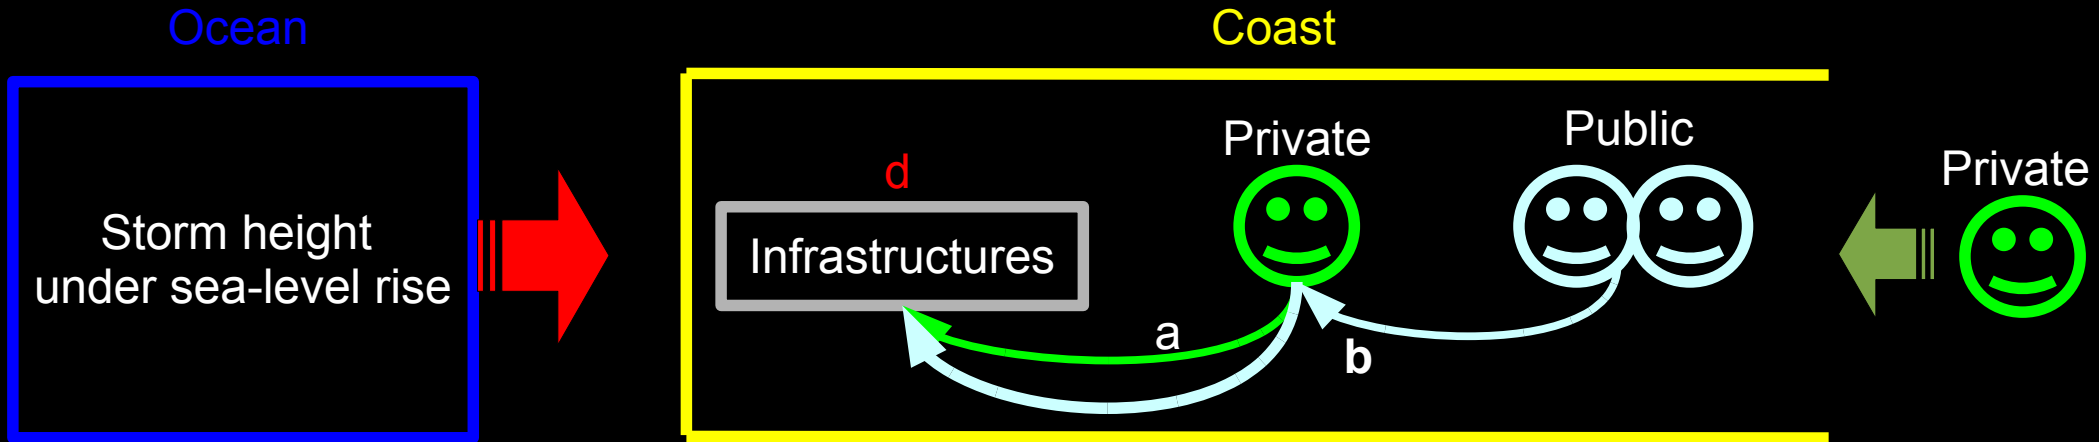 Ocean
Coast
Storm height
under sea-level rise
d
Infrastructures
Private
Public
Private
a
b